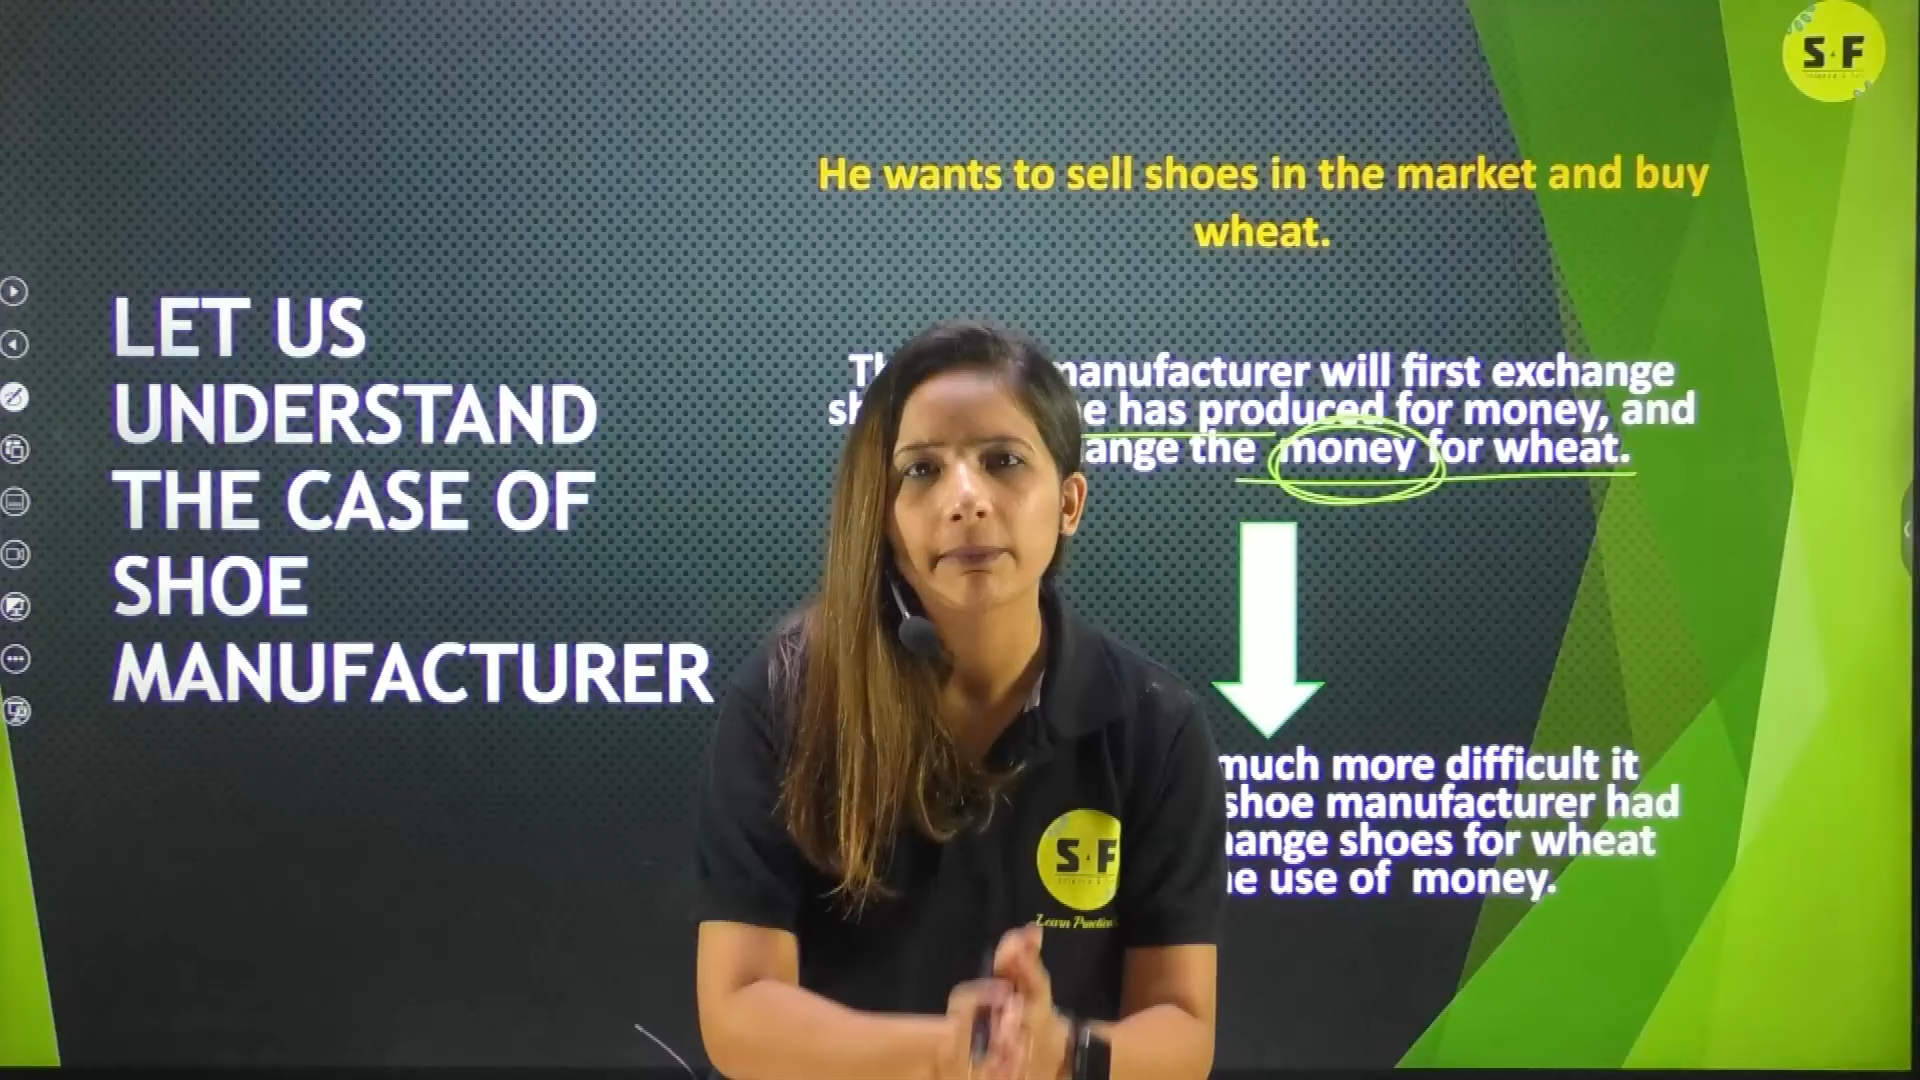 S F
He wants to sell shoes in the market and buy
wheat.
LET US
UNDERSTAND
THE CASE OF
SHOE
MANUFACTURER
manufacturer will first exchange
has produced for money, and
the money for wheat.
much more difficult it
shoe manufacturer had
shoes for wheat
use of money.
S F
Learn